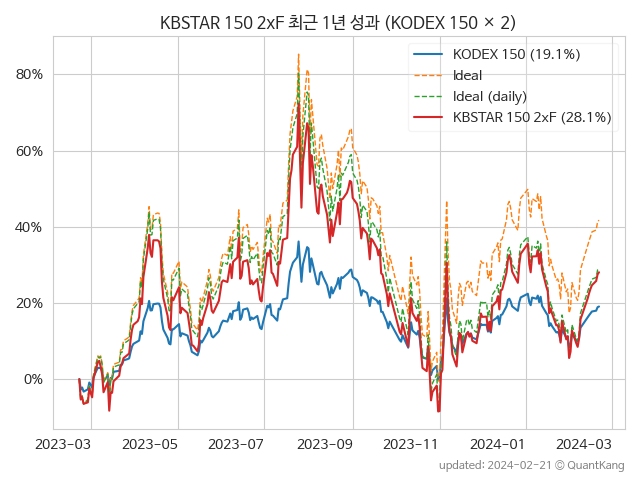 KBSTAR 150 2xF 최근 1년 성과 (KODEX 150 × 2)
KODEX 150 (19.1%)
Ideal
Ideal (daily)
KBSTAR 150 2xF (28.1%)
80%
60%
40%
20%
0%
2023-03 2023-05 2023-07 2023-09 2023-11 2024-01 2024-03
updated: 2024-02-21 © QuantKang